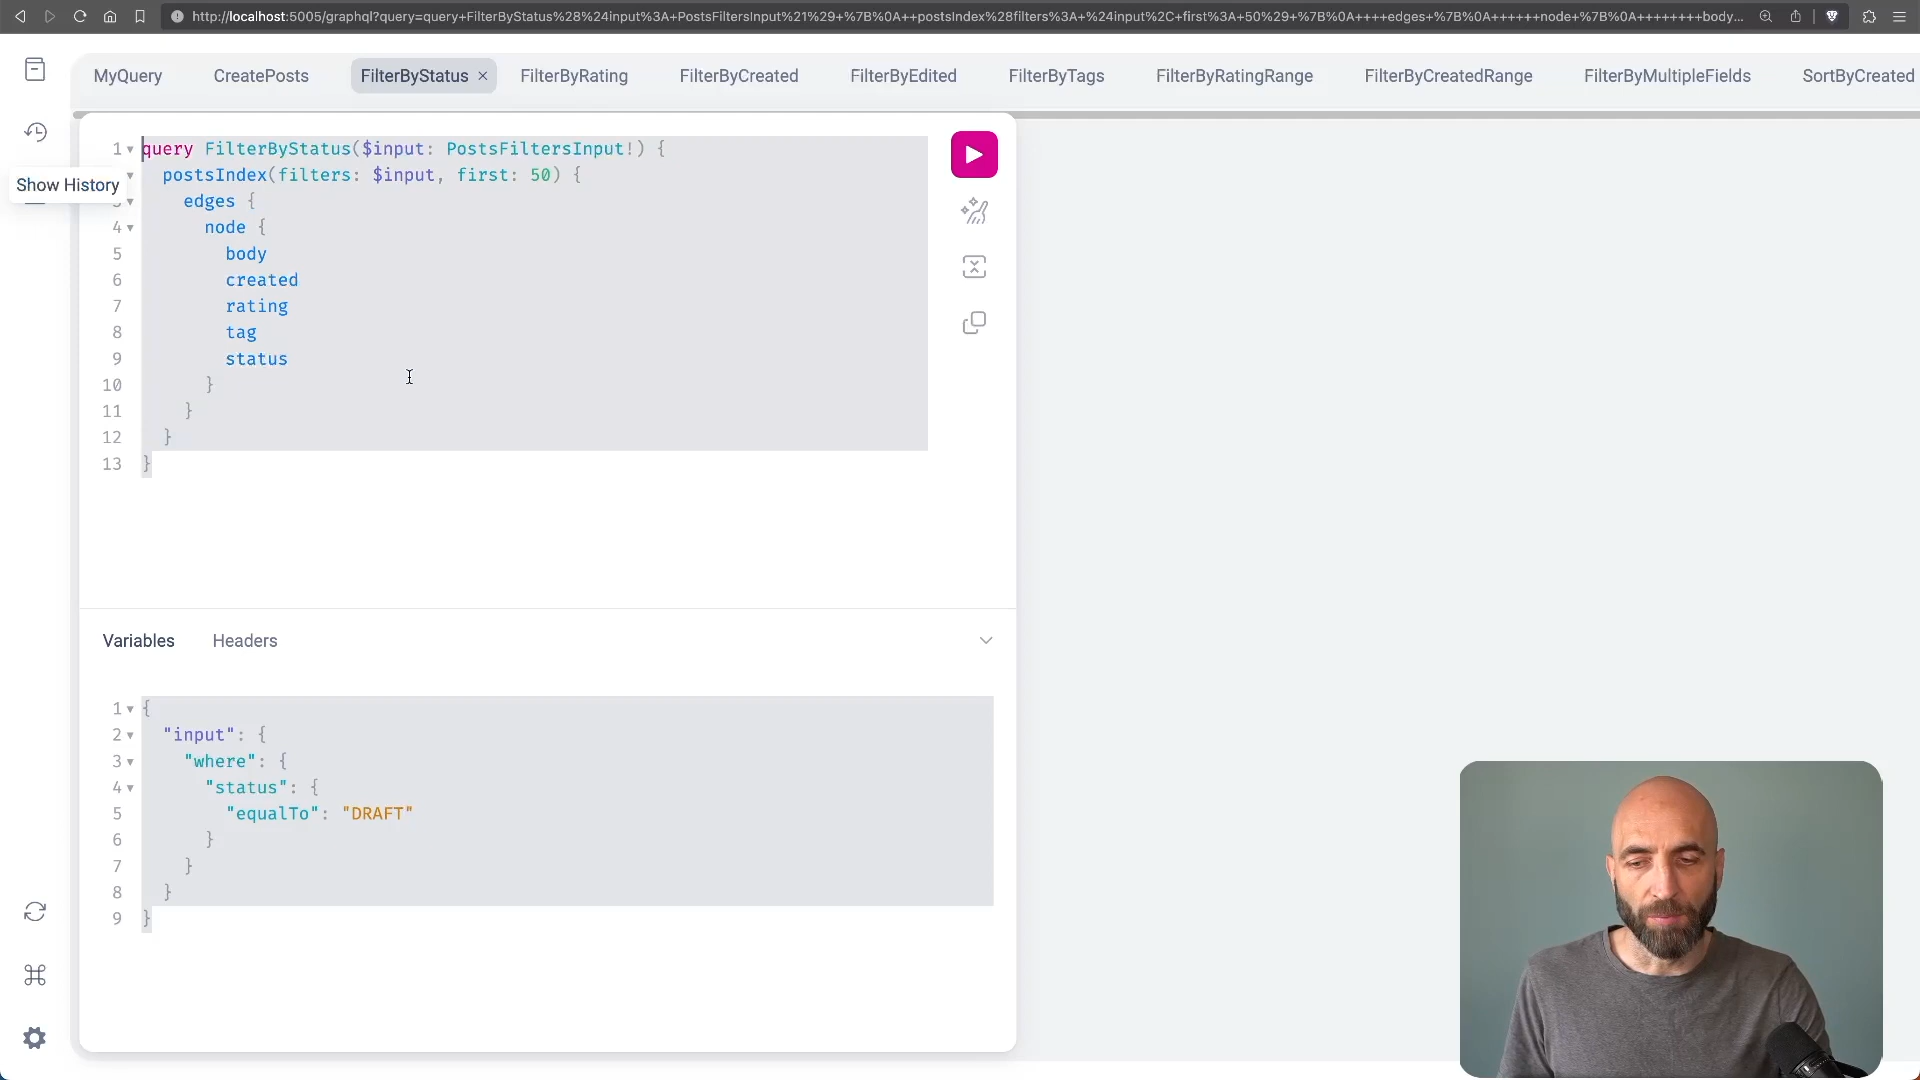 http://localhost:5005/graphql?query=query+FilterByStatus%28%24input%3A+PostsFiltersInput%21%29+%7B%0A++postsIndex%28filters%3A+%24input%2C+first%3A+50%29+%7B%0A++++edges+%7B%0A++++++node+%7B%0A++++++++body...
MyQuery CreatePosts FilterByStatus × FilterByRating FilterByCreated FilterByEdited FilterByTags FilterByRatingRange FilterByCreatedRange FilterByMultipleFields SortByCreated
Show History
1 query FilterByStatus($input: PostsFiltersInput!) {
postsIndex(filters: $input, first: 50) {
3 edges {
4 node {
5 body
6 created
7 rating
8 tag
9 status
10 }
11 }
12 }
13 }
Variables Headers
1 {
2 "input": {
3 "where": {
4 "status": {
5 "equalTo": "DRAFT"
6 }
7 }
8 }
9 }